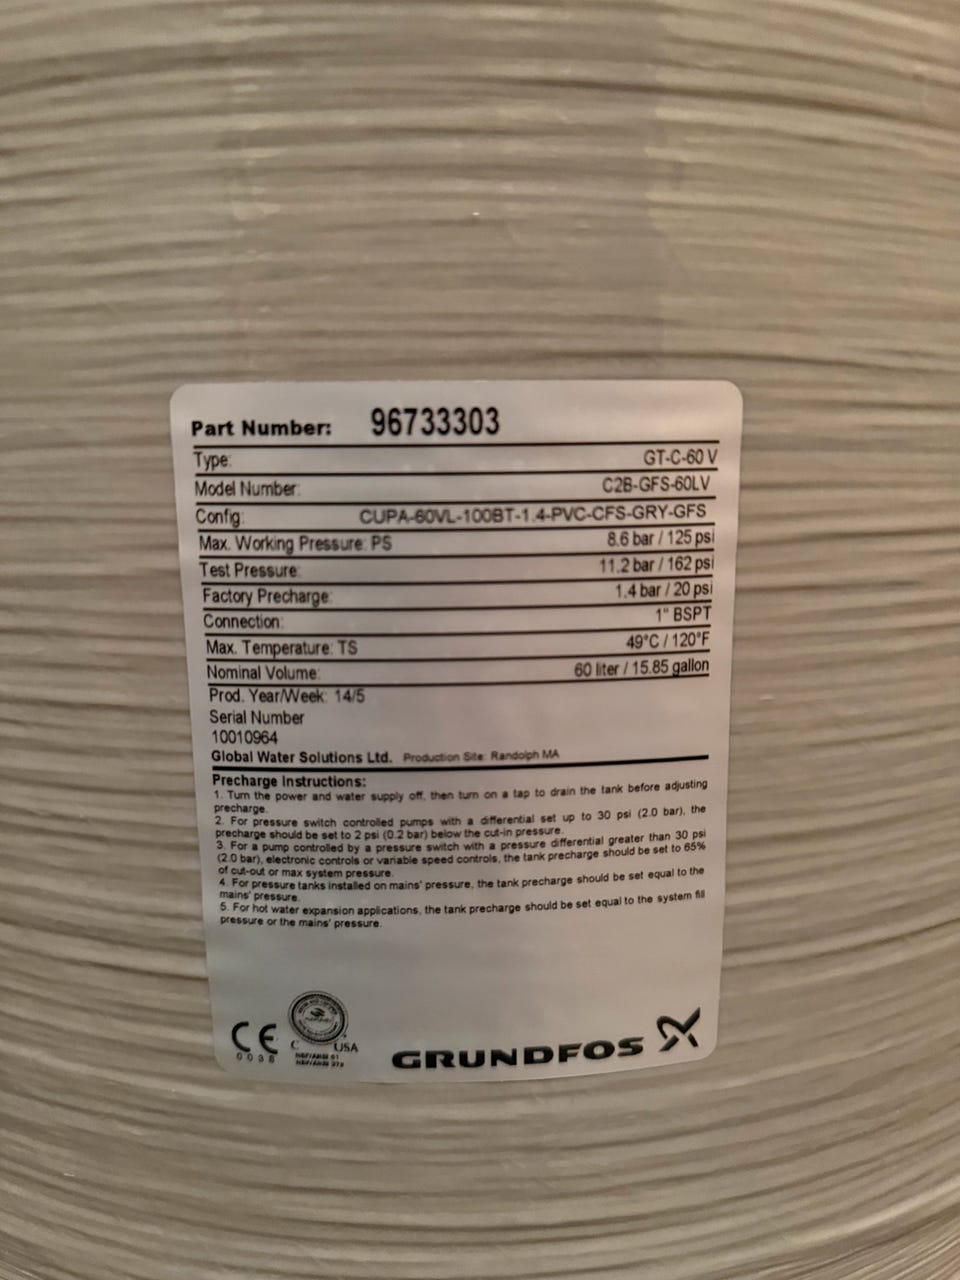 Part Number: 96733303
Type: GT-C-60 V
Model Number: C2B-GFS-60LV
Config: CUPA-60VL-100BT-1.4-PVC-CFS-GRY-GFS
Max. Working Pressure: PS 8.6 bar / 125 psi
Test Pressure: 11.2 bar / 162 psi
Factory Precharge: 1.4 bar / 20 psi
Connection: 1" BSPT
Max. Temperature: TS 49°C / 120°F
Nominal Volume: 60 liter / 15.85 gallon
Prod. Year/Week: 14/5
Serial Number
10010964
Global Water Solutions Ltd. Production Site: Randolph MA
Precharge Instructions:
1. Turn the power and water supply off, then turn on a tap to drain the tank before adjusting
precharge.
2. For pressure switch controlled pumps with a differential set up to 30 psi (2.0 bar), the
precharge should be set to 2 psi (0.2 bar) below the cut-in pressure.
3. For a pump controlled by a pressure switch with a pressure differential greater than 30 psi
(2.0 bar), electronic controls or variable speed controls, the tank precharge should be set to 65%
of cut-out or max system pressure.
4. For pressure tanks installed on mains' pressure, the tank precharge should be set equal to the
mains' pressure.
5. For hot water expansion applications, the tank precharge should be set equal to the system fill
pressure or the mains' pressure.
CE
0038
C USA
NSF/ANSI 61
GRUNDFOS